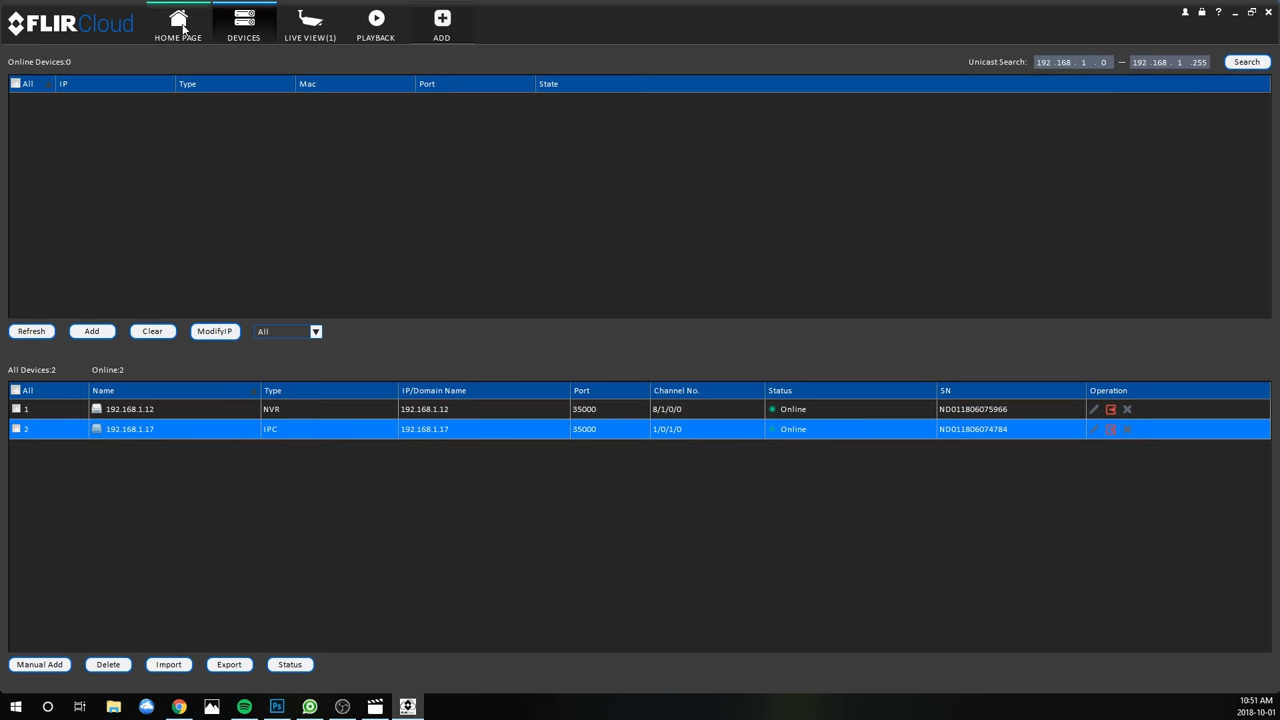 FLIRCloud
HOME PAGE
DEVICES
LIVE VIEW(1)
PLAYBACK
ADD
Online Devices:0
Unicast Search: 192 .168 . 1 . 0 — 192 .168 . 1 .255 Search
All IP Type Mac Port State
Refresh Add Clear ModifyIP All
All Devices:2 Online:2
All Name Type IP/Domain Name Port Channel No. Status SN Operation
1 192.168.1.12 NVR 192.168.1.12 35000 8/1/0/0 Online ND011806075966
2 192.168.1.17 IPC 192.168.1.17 35000 1/0/1/0 Online ND011806074784
Manual Add Delete Import Export Status
10:51 AM
2018-10-01